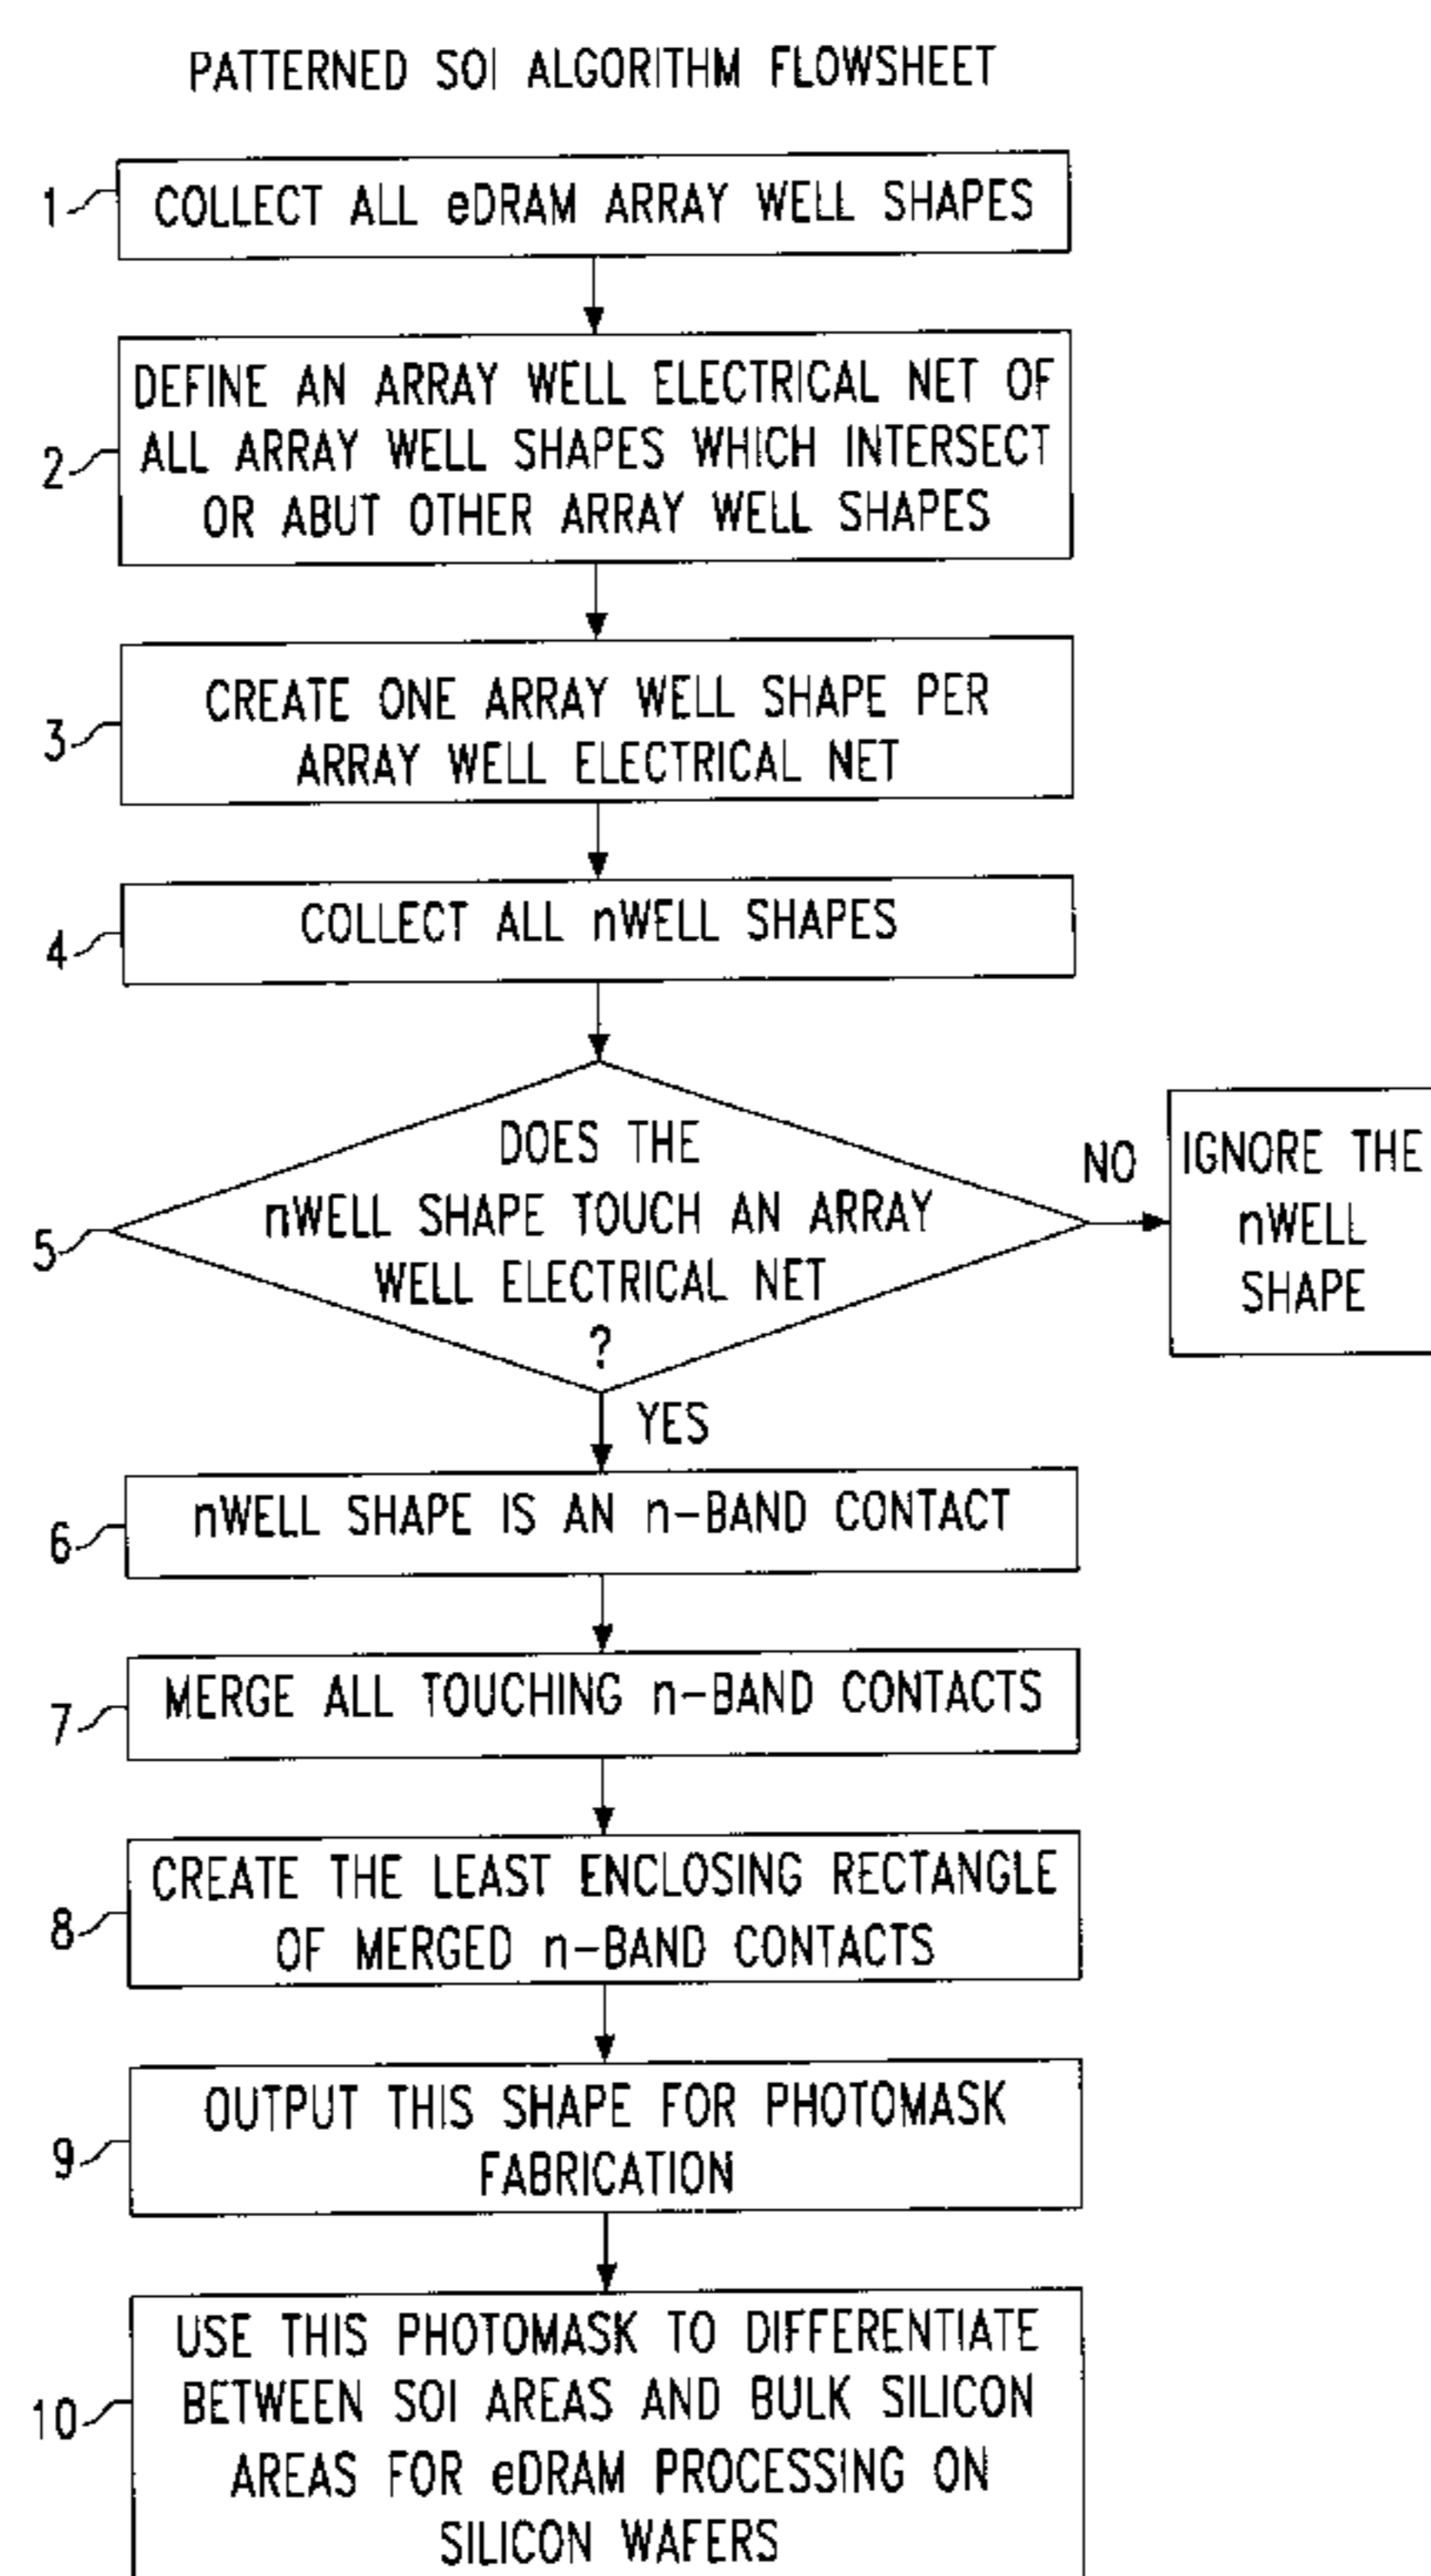 PATTERNED SOI ALGORITHM FLOWSHEET
1
COLLECT ALL eDRAM ARRAY WELL SHAPES
2
DEFINE AN ARRAY WELL ELECTRICAL NET OF
ALL ARRAY WELL SHAPES WHICH INTERSECT
OR ABUT OTHER ARRAY WELL SHAPES
3
CREATE ONE ARRAY WELL SHAPE PER
ARRAY WELL ELECTRICAL NET
4
COLLECT ALL nWELL SHAPES
5
DOES THE
nWELL SHAPE TOUCH AN ARRAY
WELL ELECTRICAL NET
?
NO
IGNORE THE
nWELL
SHAPE
YES
6
nWELL SHAPE IS AN n-BAND CONTACT
7
MERGE ALL TOUCHING n-BAND CONTACTS
8
CREATE THE LEAST ENCLOSING RECTANGLE
OF MERGED n-BAND CONTACTS
9
OUTPUT THIS SHAPE FOR PHOTOMASK
FABRICATION
10
USE THIS PHOTOMASK TO DIFFERENTIATE
BETWEEN SOI AREAS AND BULK SILICON
AREAS FOR eDRAM PROCESSING ON
SILICON WAFERS